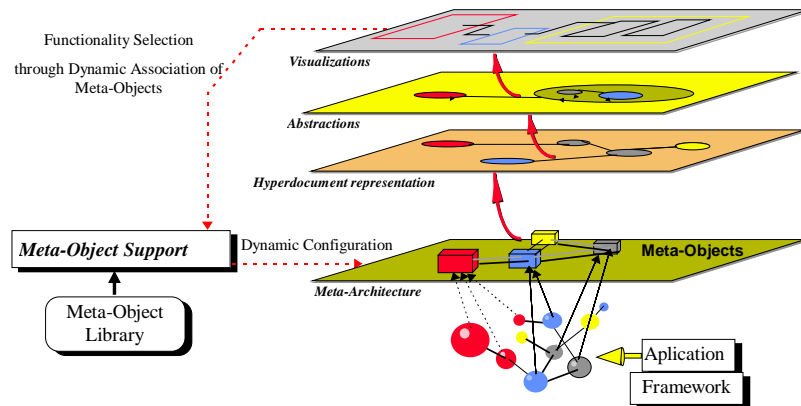 Functionality Selection
through Dynamic Association of
Meta-Objects
Visualizations
Abstractions
Hyperdocument representation
Meta-Objects
Meta-Object Support
Dynamic Configuration
Meta-Architecture
Meta-Object
Library
Aplication
Framework